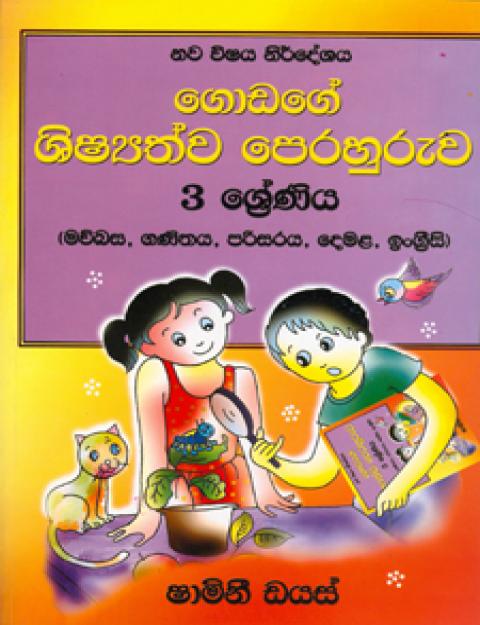 නව විෂය නිර්දේශය
ගොඩගේ
ශිෂ්‍යත්ව පෙරහුරුව
3 ශ්‍රේණිය
(මව්බස, ගණිතය, පරිසරය, දෙමළ, ඉංග්‍රීසි)
ෂාමිනී ඩයස්